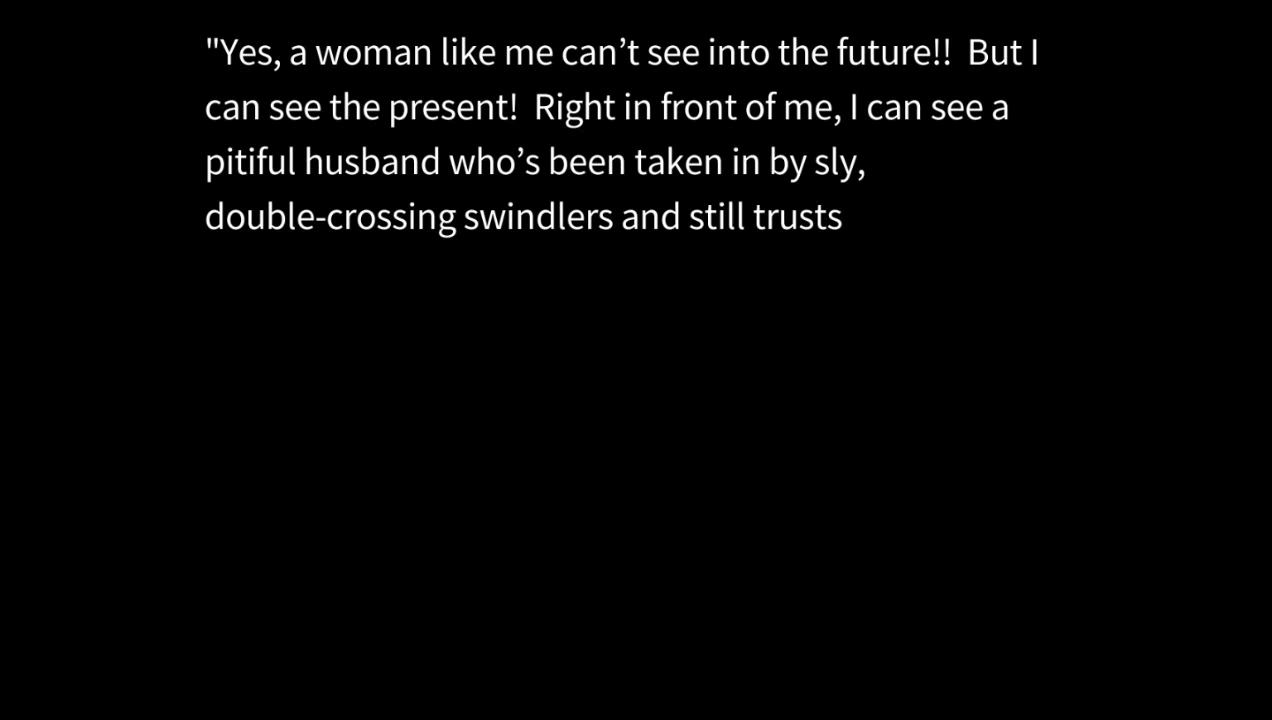 "Yes, a woman like me can’t see into the future!!  But I
can see the present!  Right in front of me, I can see a
pitiful husband who’s been taken in by sly,
double-crossing swindlers and still trusts